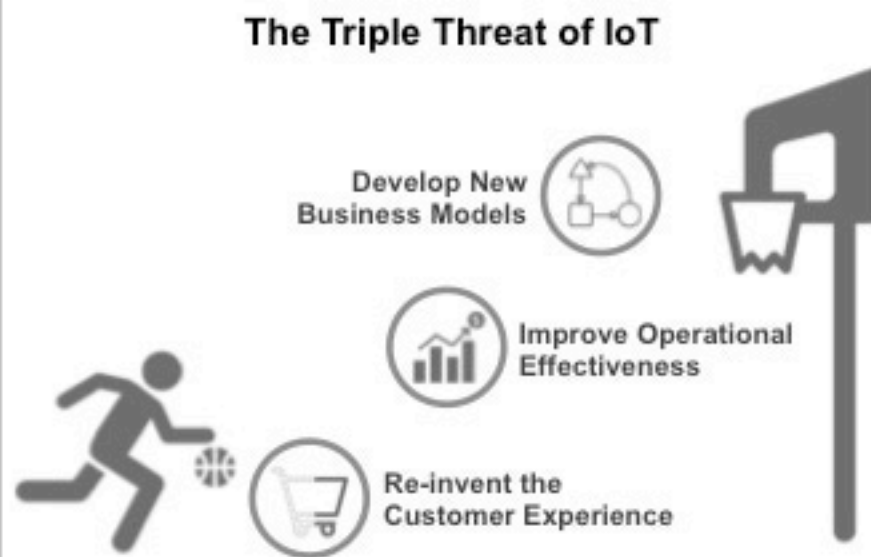 The Triple Threat of IoT
Develop New
Business Models
Improve Operational
Effectiveness
Re-invent the
Customer Experience